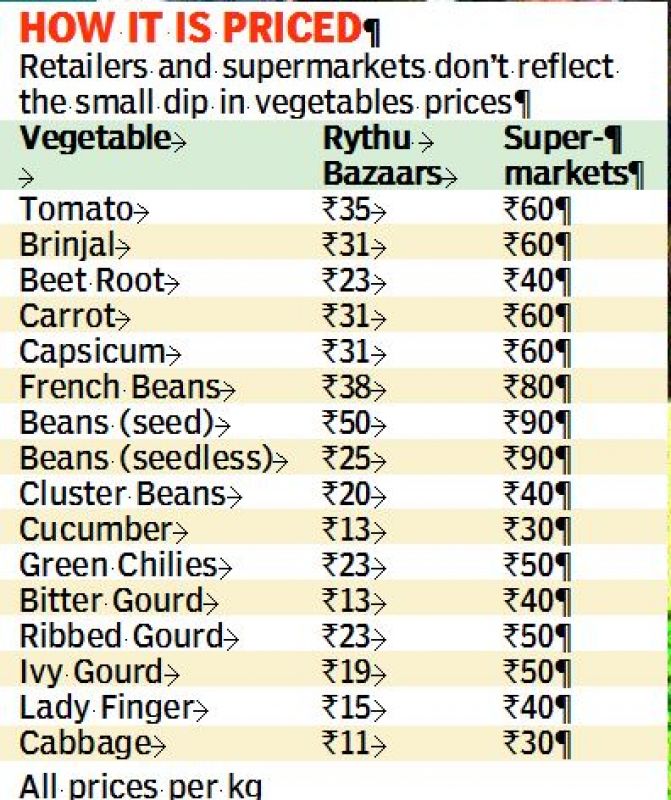 HOW IT IS PRICED¶
Retailers and supermarkets don't reflect
the small dip in vegetables prices¶
Vegetable→ Rythu → Super-¶
→ Bazaars→ markets¶
Tomato→ ₹35→ ₹60¶
Brinjal→ ₹31→ ₹60¶
Beet Root→ ₹23→ ₹40¶
Carrot→ ₹31→ ₹60¶
Capsicum→ ₹31→ ₹60¶
French Beans→ ₹38→ ₹80¶
Beans (seed)→ ₹50→ ₹90¶
Beans (seedless)→ ₹25→ ₹90¶
Cluster Beans→ ₹20→ ₹40¶
Cucumber→ ₹13→ ₹30¶
Green Chilies→ ₹23→ ₹50¶
Bitter Gourd→ ₹13→ ₹40¶
Ribbed Gourd→ ₹23→ ₹50¶
Ivy Gourd→ ₹19→ ₹50¶
Lady Finger→ ₹15→ ₹40¶
Cabbage→ ₹11→ ₹30¶
All prices per kg